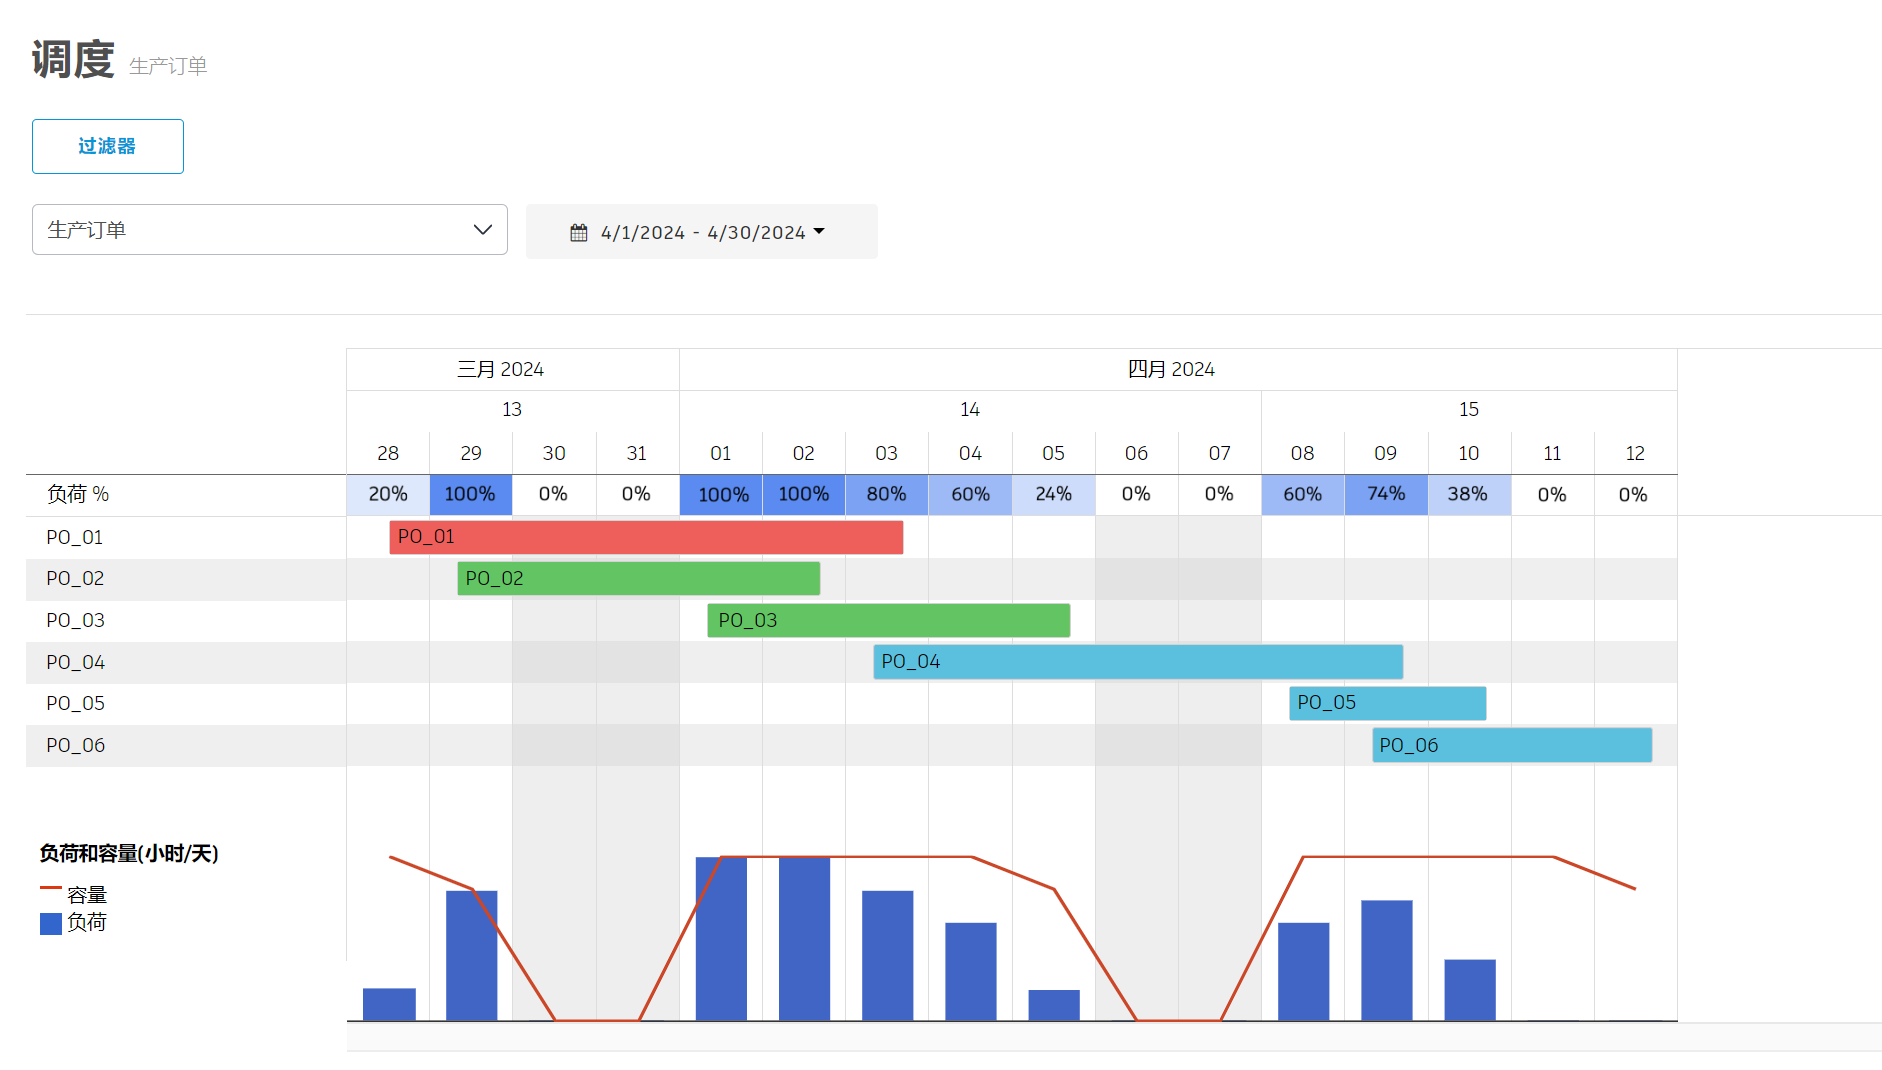 调度 生产订单
过滤器
生产订单
4/1/2024 - 4/30/2024
三月 2024 四月 2024
13 14 15
28 29 30 31 01 02 03 04 05 06 07 08 09 10 11 12
负荷 % 20% 100% 0% 0% 100% 100% 80% 60% 24% 0% 0% 60% 74% 38% 0% 0%
PO_01 PO_01
PO_02 PO_02
PO_03 PO_03
PO_04 PO_04
PO_05 PO_05
PO_06 PO_06
负荷和容量(小时/天)
容量
负荷